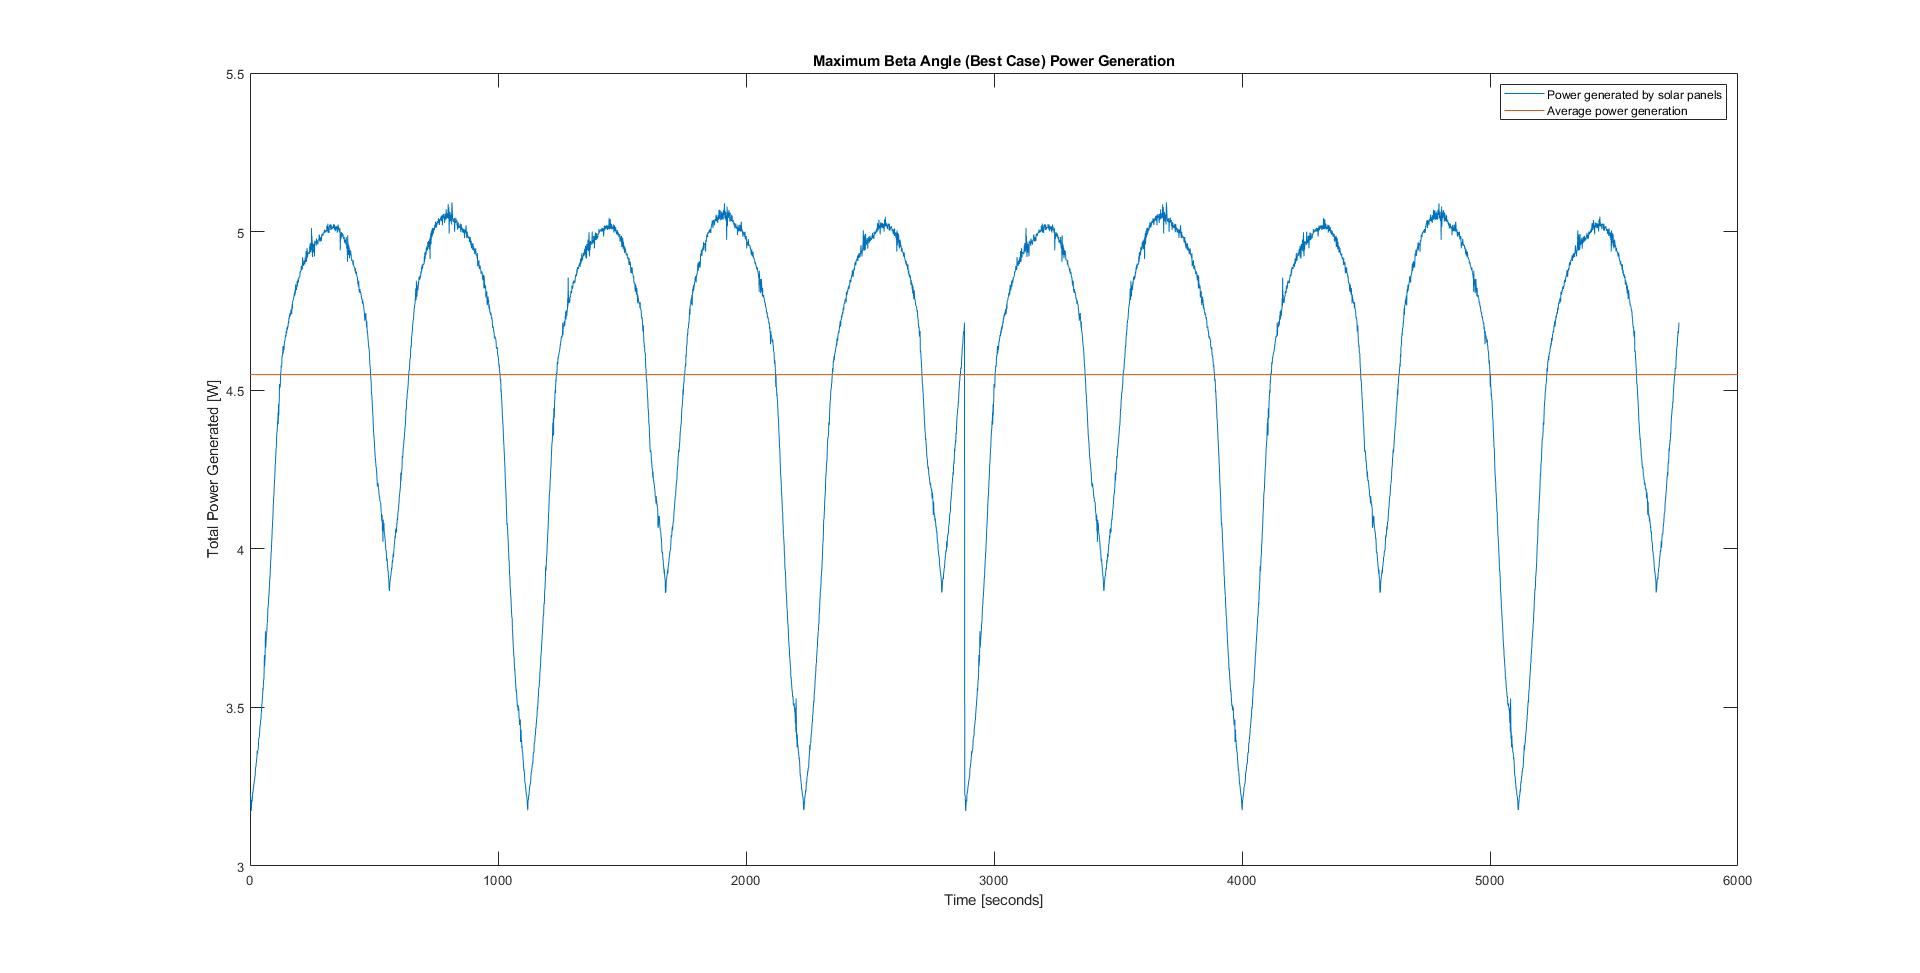 Maximum Beta Angle (Best Case) Power Generation
Power generated by solar panels
Average power generation
5.5
5
4.5
4
3.5
3
Total Power Generated [W]
0 1000 2000 3000 4000 5000 6000
Time [seconds]